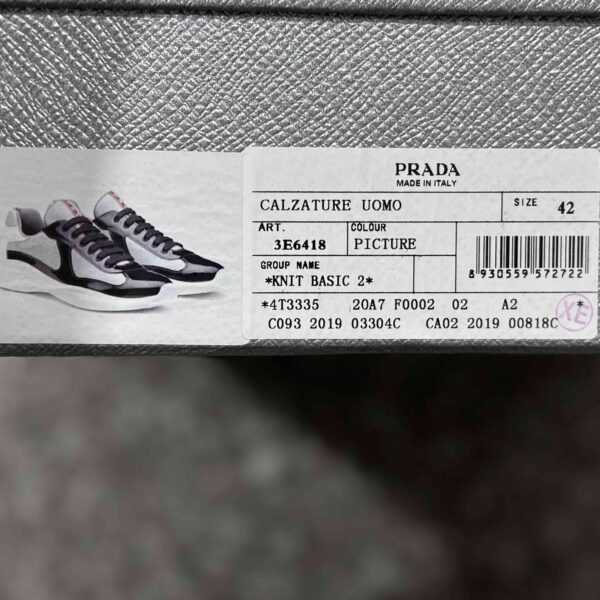 PRADA
MADE IN ITALY
CALZATURE UOMO
SIZE 42
ART. COLOUR
3E6418 PICTURE
GROUP NAME
*KNIT BASIC 2*
8 930559 572722
*4T3335 20A7 F0002 02 A2 *
C093 2019 03304C CA02 2019 00818C
XE